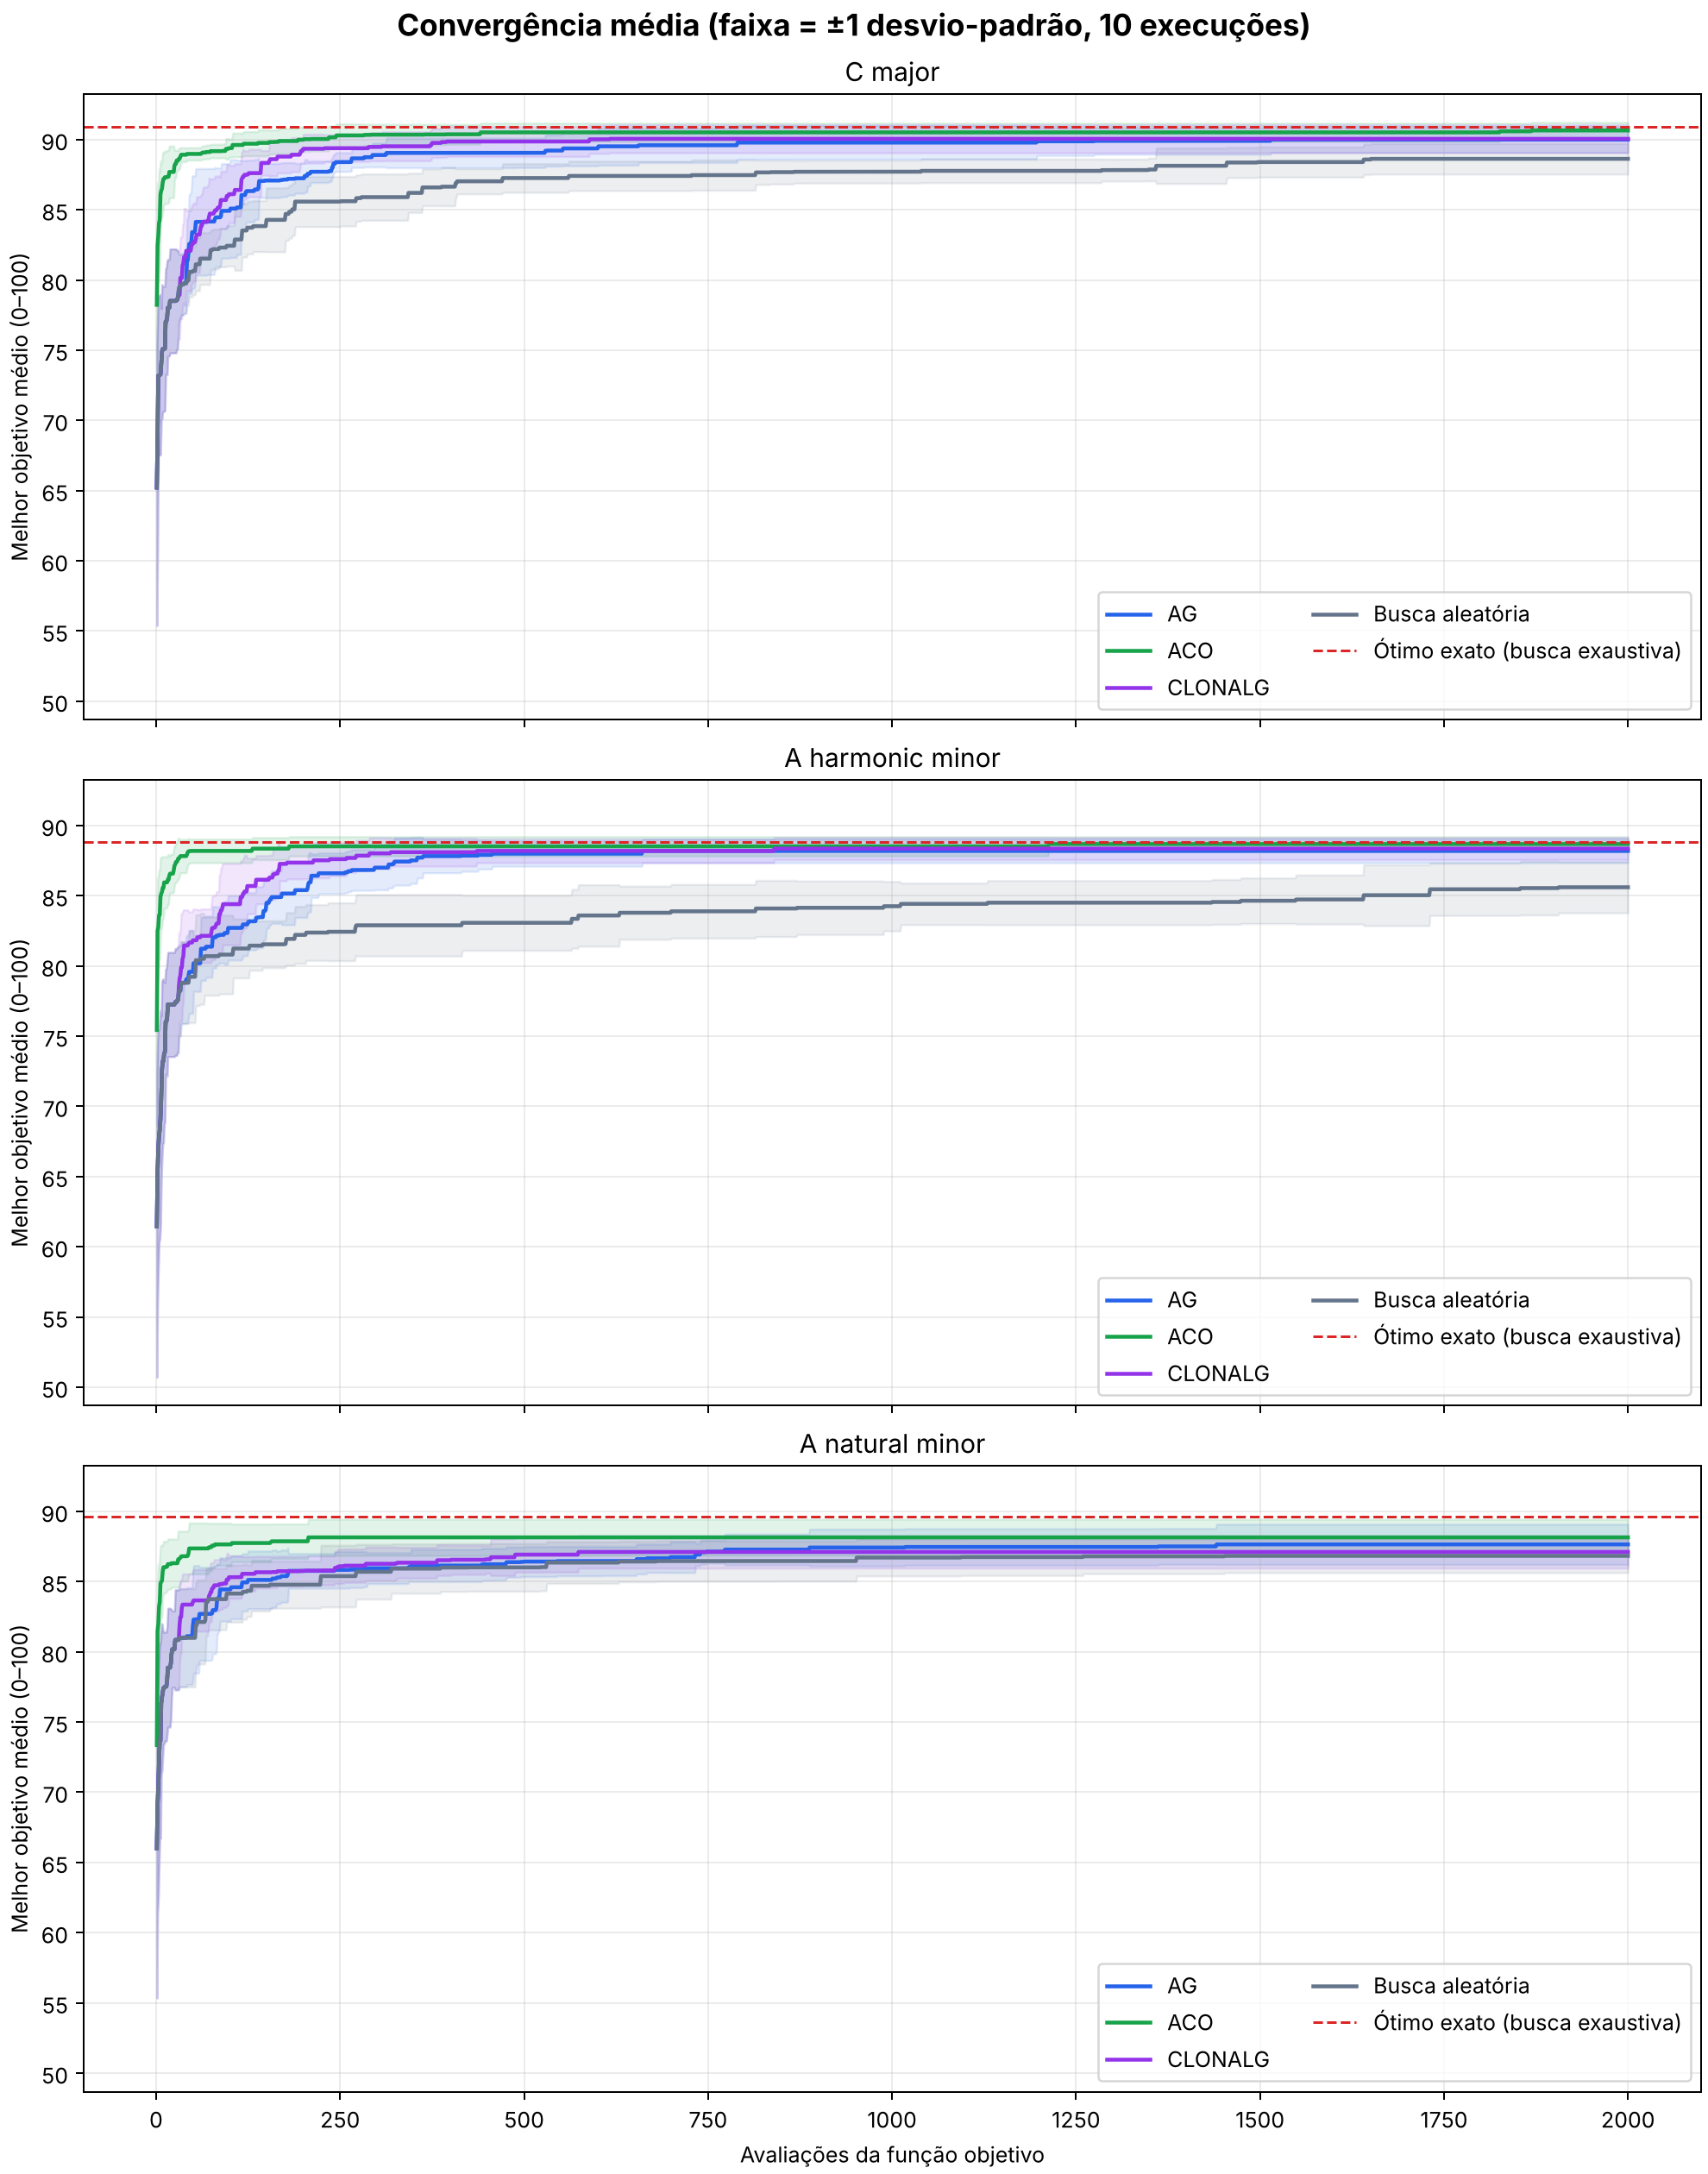 Convergência média (faixa = ±1 desvio-padrão, 10 execuções)
C major
Melhor objetivo médio (0–100)
90
85
80
75
70
65
60
55
50
AG
ACO
CLONALG
Busca aleatória
Ótimo exato (busca exaustiva)
A harmonic minor
Melhor objetivo médio (0–100)
90
85
80
75
70
65
60
55
50
AG
ACO
CLONALG
Busca aleatória
Ótimo exato (busca exaustiva)
A natural minor
Melhor objetivo médio (0–100)
90
85
80
75
70
65
60
55
50
AG
ACO
CLONALG
Busca aleatória
Ótimo exato (busca exaustiva)
0 250 500 750 1000 1250 1500 1750 2000
Avaliações da função objetivo